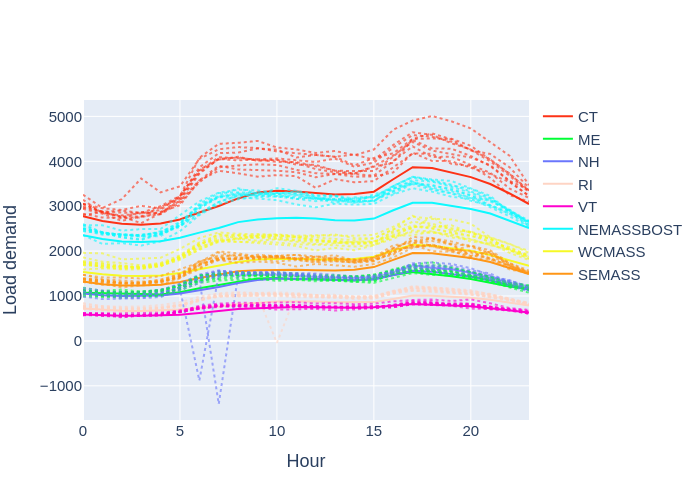 5000
4000
3000
2000
1000
0
−1000
0
5
10
15
20
Hour
Load demand
CT
ME
NH
RI
VT
NEMASSBOST
WCMASS
SEMASS